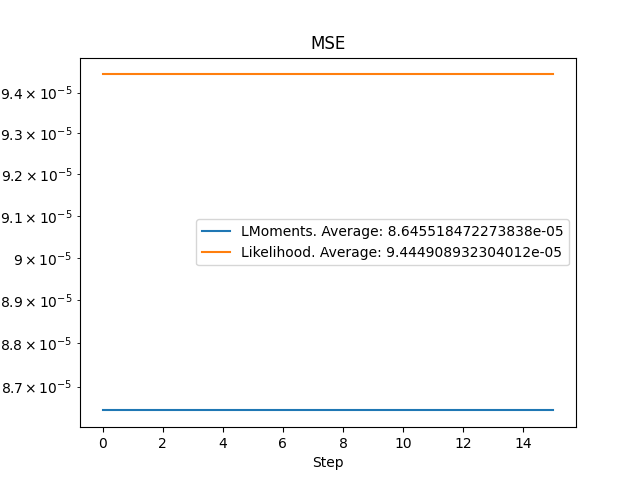 MSE
9.4 × 10⁻⁵
9.3 × 10⁻⁵
9.2 × 10⁻⁵
9.1 × 10⁻⁵
9 × 10⁻⁵
8.9 × 10⁻⁵
8.8 × 10⁻⁵
8.7 × 10⁻⁵
LMoments. Average: 8.645518472273838e-05
Likelihood. Average: 9.444908932304012e-05
0 2 4 6 8 10 12 14
Step